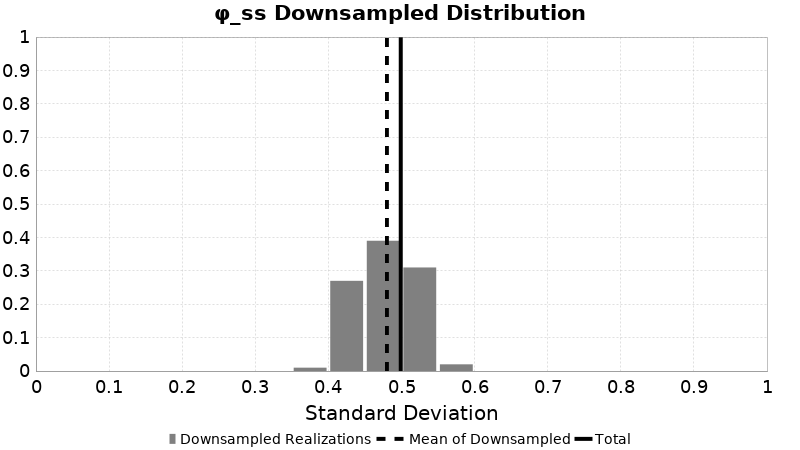 φ_ss Downsampled Distribution
1
0.9
0.8
0.7
0.6
0.5
0.4
0.3
0.2
0.1
0
0 0.1 0.2 0.3 0.4 0.5 0.6 0.7 0.8 0.9 1
Standard Deviation
Downsampled Realizations Mean of Downsampled Total